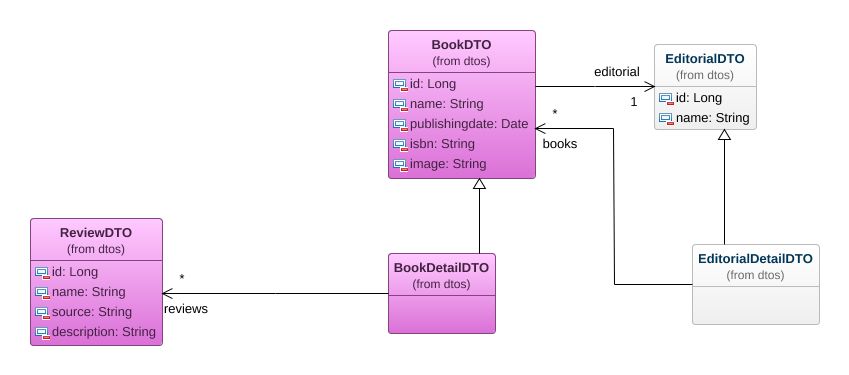 BookDTO
(from dtos)
id: Long
name: String
publishingdate: Date
isbn: String
image: String
editorial
1
EditorialDTO
(from dtos)
id: Long
name: String
*
books
ReviewDTO
(from dtos)
id: Long
name: String
source: String
description: String
*
reviews
BookDetailDTO
(from dtos)
EditorialDetailDTO
(from dtos)